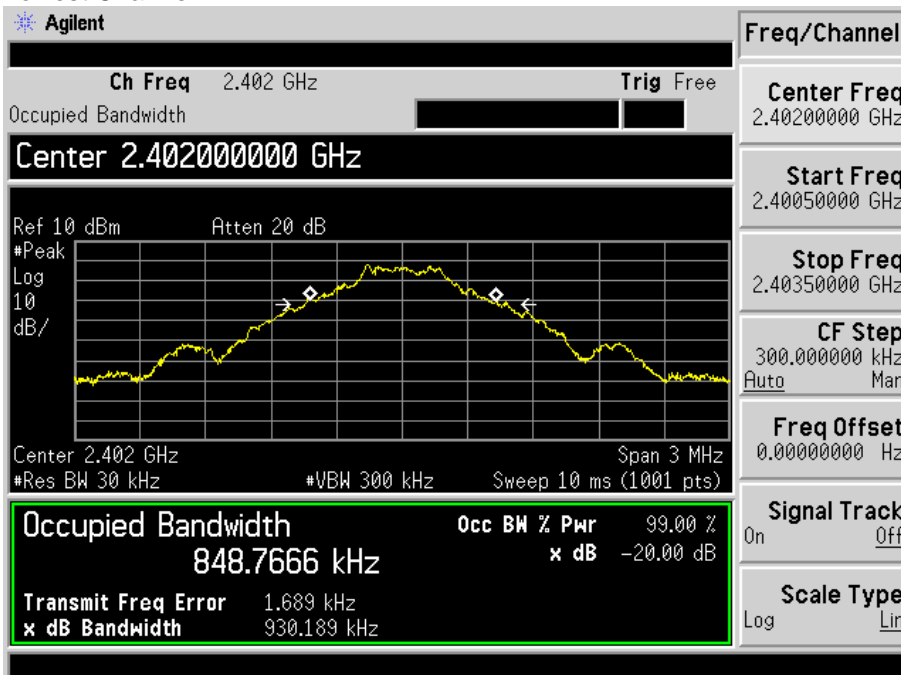 Agilent
Freq/Channel
Ch Freq 2.402 GHz Trig Free
Occupied Bandwidth
Center 2.402000000 GHz
Ref 10 dBm Atten 20 dB
#Peak
Log
10
dB/
Center 2.402 GHz Span 3 MHz
#Res BW 30 kHz #VBW 300 kHz Sweep 10 ms (1001 pts)
Occupied Bandwidth
848.7666 kHz
Occ BW % Pwr 99.00 %
x dB -20.00 dB
Transmit Freq Error 1.689 kHz
x dB Bandwidth 930.189 kHz
Center Freq
2.40200000 GHz
Start Freq
2.40050000 GHz
Stop Freq
2.40350000 GHz
CF Step
300.000000 kHz
Auto Man
Freq Offset
0.00000000 Hz
Signal Track
On Off
Scale Type
Log Lin